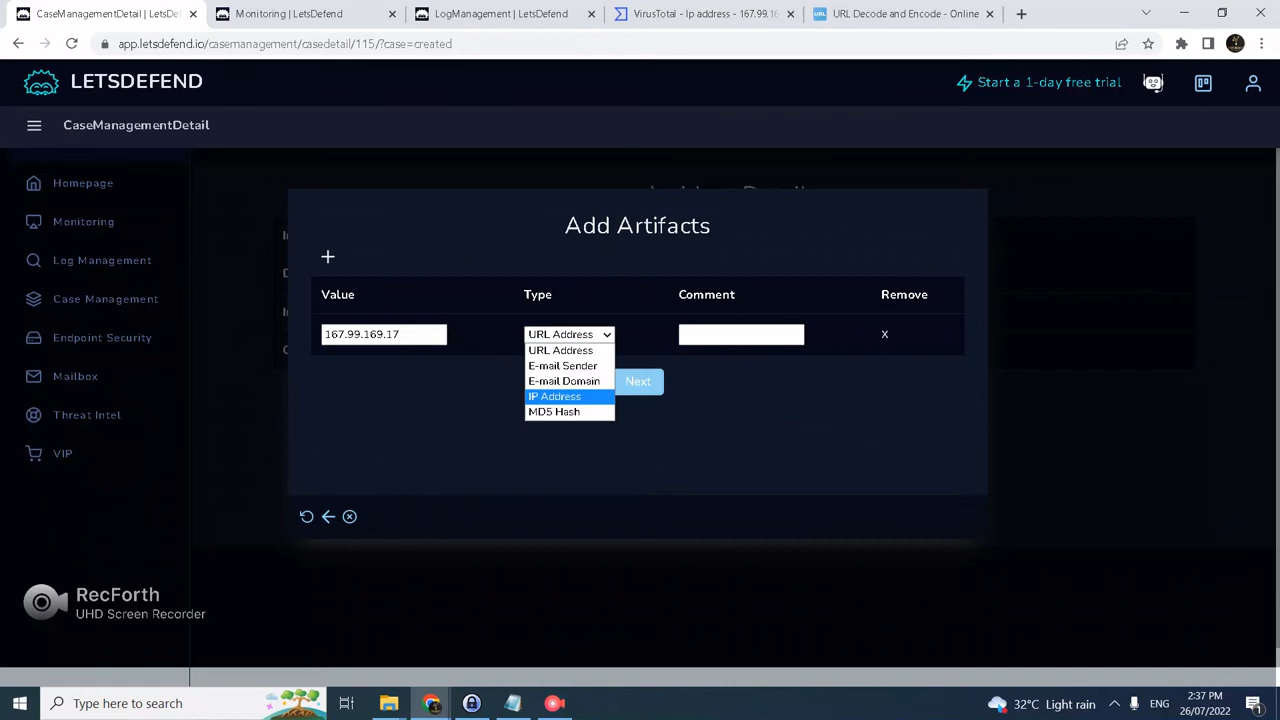 CaseManagementDetail | LetsDef
Monitoring | LetsDefend
LogManagement | LetsDefend
VirusTotal - Ip address - 167.99.16
URL Decode and Encode - Online
app.letsdefend.io/casemanagement/casedetail/115/?case=created
LETSDEFEND
Start a 1-day free trial
CaseManagementDetail
Homepage
Monitoring
Log Management
Case Management
Endpoint Security
Mailbox
Threat Intel
VIP
Add Artifacts
+
Value Type Comment Remove
167.99.169.17 URL Address X
URL Address
E-mail Sender
E-mail Domain
IP Address
MD5 Hash
Next
RecForth
UHD Screen Recorder
Type here to search
32°C Light rain
ENG
2:37 PM
26/07/2022
1